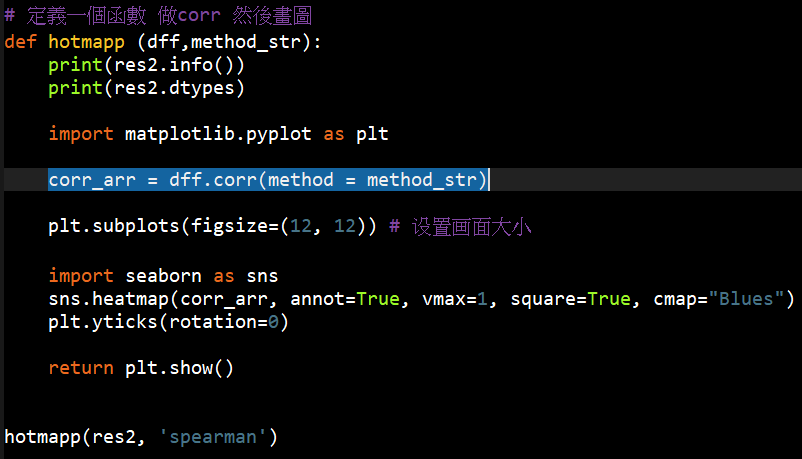 # 定義一個函數 做corr 然後畫圖
def hotmapp (dff,method_str):
    print(res2.info())
    print(res2.dtypes)
    import matplotlib.pyplot as plt
    corr_arr = dff.corr(method = method_str)
    plt.subplots(figsize=(12, 12)) # 设置画面大小
    import seaborn as sns
    sns.heatmap(corr_arr, annot=True, vmax=1, square=True, cmap="Blues")
    plt.yticks(rotation=0)
    return plt.show()
hotmapp(res2, 'spearman')